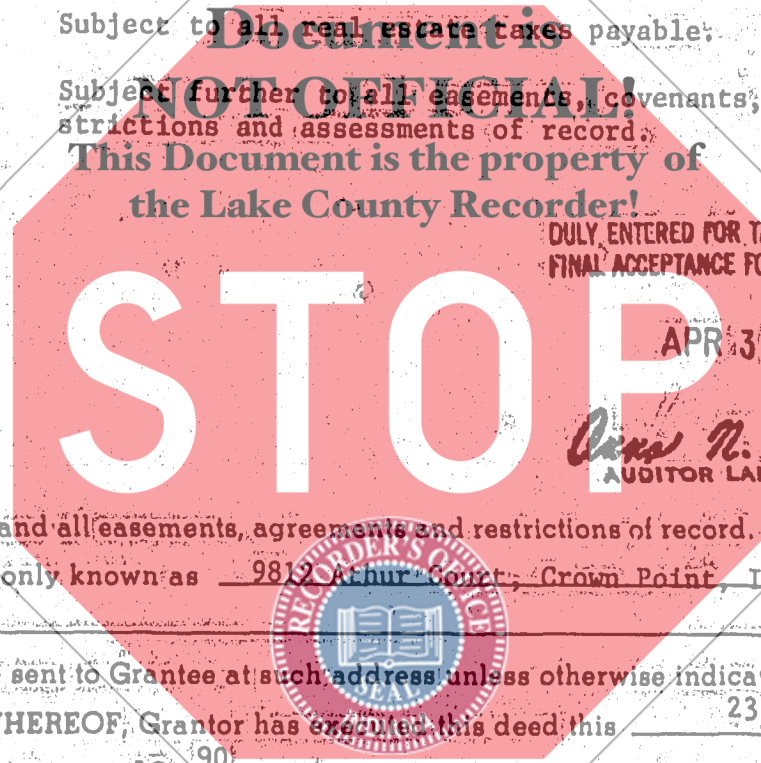 Subject to all real estate taxes payable.
Document is
Subject further to all easements, covenants,
NOT OFFICIAL!
strictions and assessments of record.
This Document is the property of
the Lake County Recorder!
DULY ENTERED FOR TA
FINAL ACCEPTANCE FO
STOP
APR 3
N.
AUDITOR LAK
and all easements, agreements and restrictions of record.
RECORDER'S OFFICE
only known as 9812 Court, Crown Point, I
SEAL
sent to Grantee at such address unless otherwise indica
THEREOF, Grantor has executed this deed this 23
90